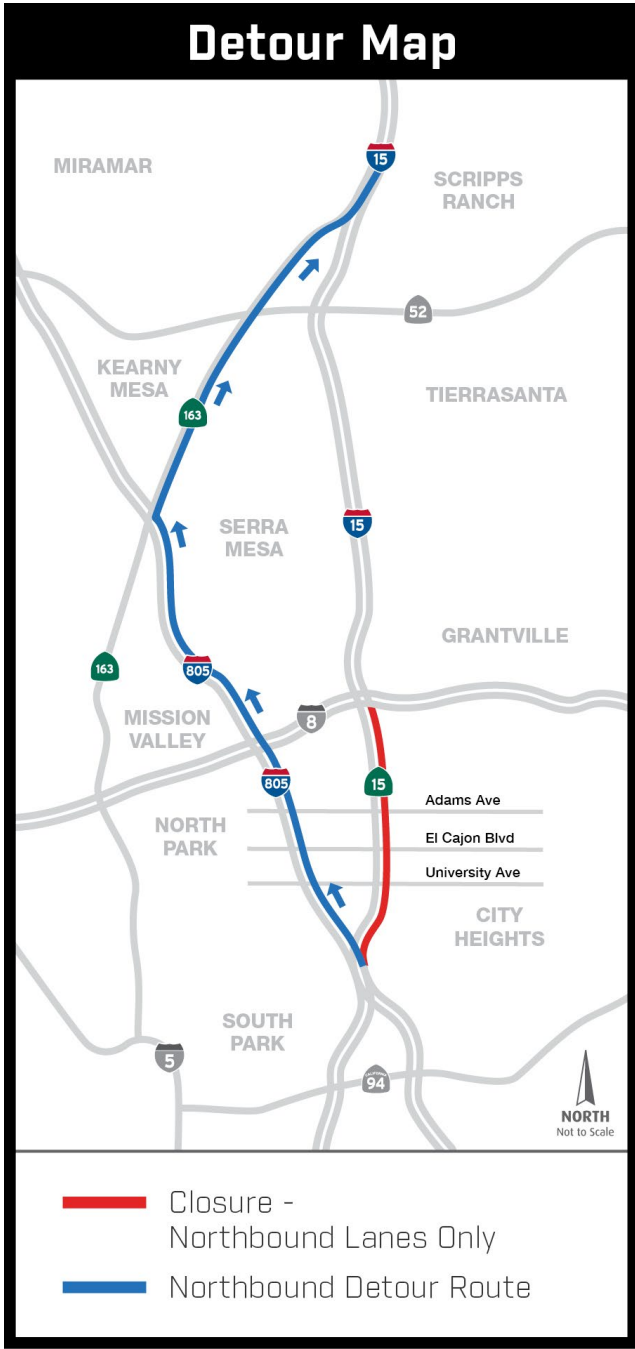 Detour Map
15
MIRAMAR
SCRIPPS
RANCH
52
KEARNY
MESA
TIERRASANTA
163
SERRA
MESA
15
GRANTVILLE
163
805
MISSION
VALLEY
8
805
15
Adams Ave
NORTH
PARK
El Cajon Blvd
University Ave
CITY
HEIGHTS
SOUTH
PARK
5
CALIFORNIA
94
NORTH
Not to Scale
Closure -
Northbound Lanes Only
Northbound Detour Route